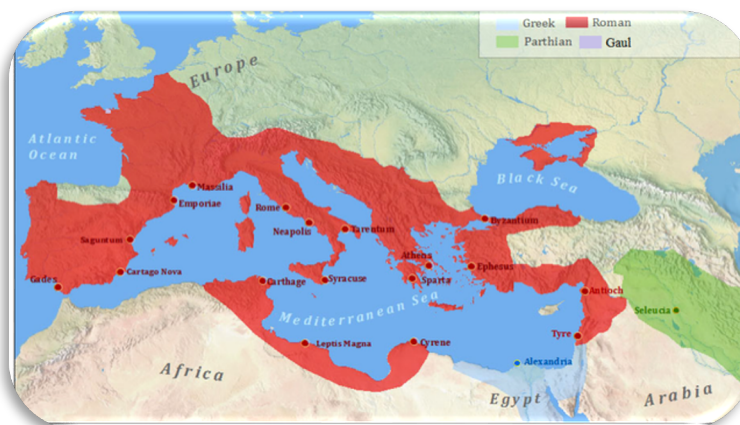 Greek Roman
Parthian Gaul
Europe
Atlantic
Ocean
Black Sea
Massilia
Emporiae
Rome
Byzantium
Neapolis
Tarentum
Saguntum
Athens
Ephesus
Cartago Nova
Gades
Carthage
Syracuse
Sparta
Antioch
Mediterranean Sea
Seleucia
Tyre
Leptis Magna
Cyrene
Alexandria
Africa
Egypt
Arabia